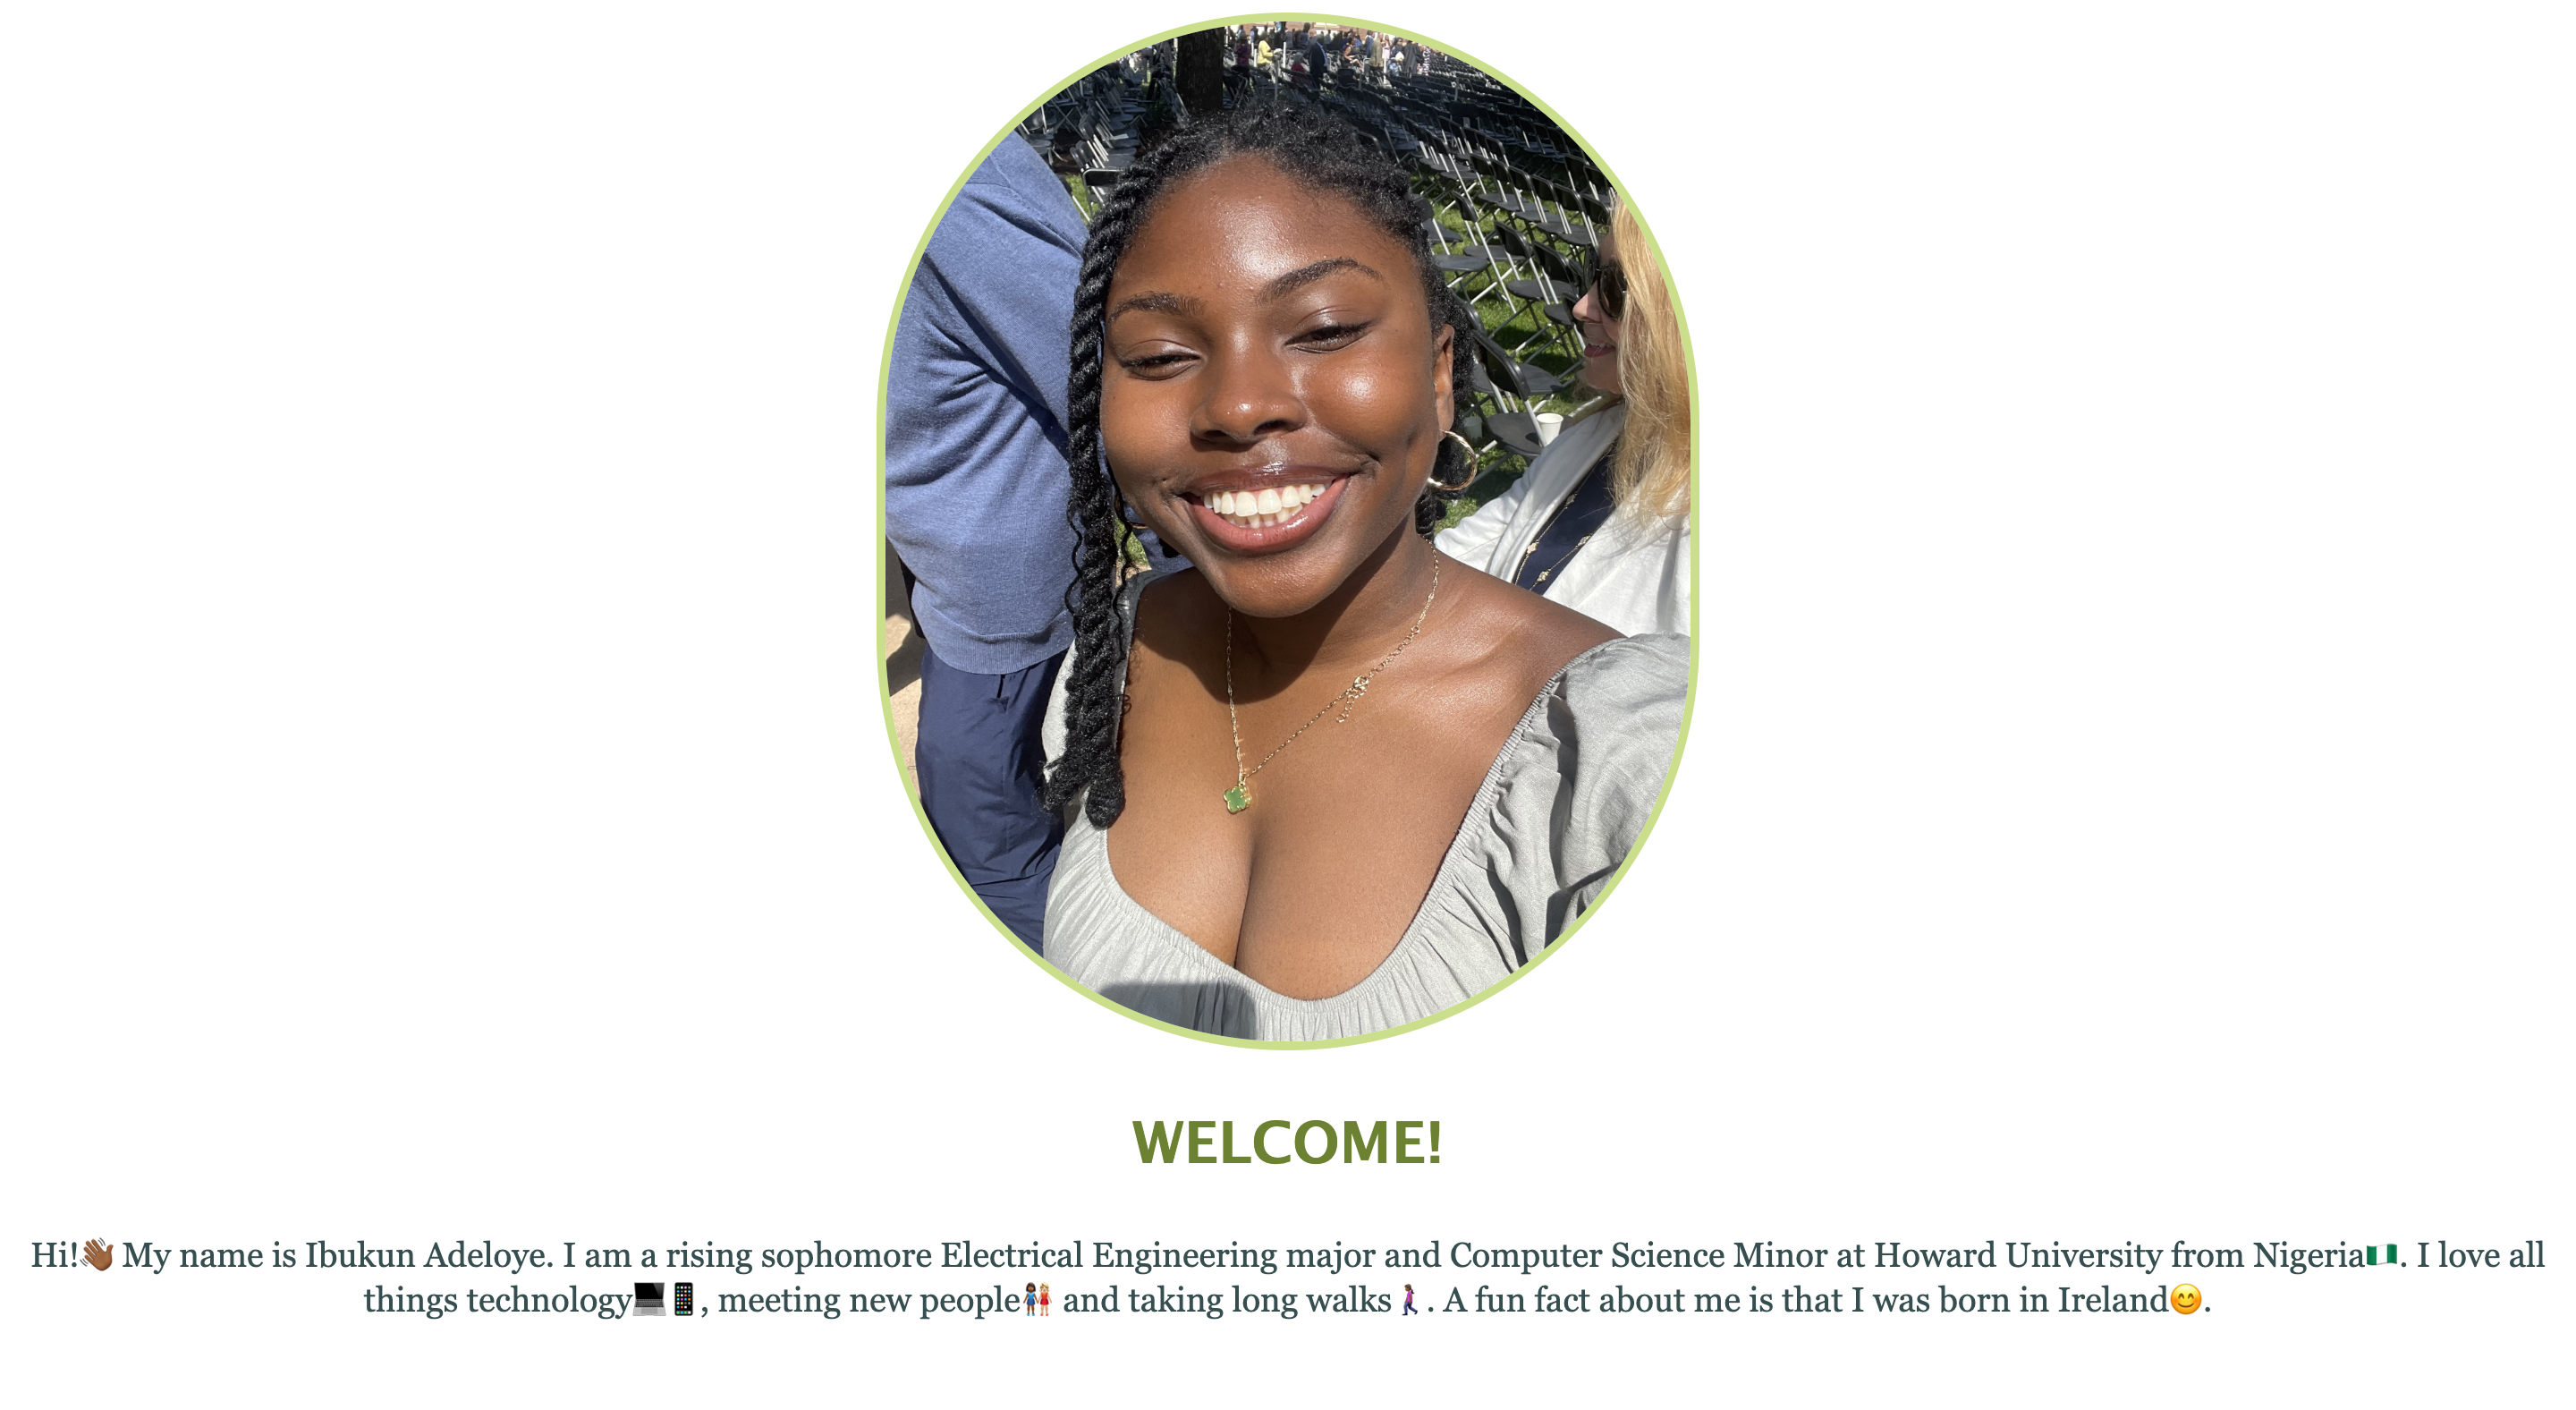 WELCOME!
Hi!👋🏾 My name is Ibukun Adeloye. I am a rising sophomore Electrical Engineering major and Computer Science Minor at Howard University from Nigeria🇳🇬. I love all
things technology💻📱, meeting new people🧑🏾‍🤝‍🧑🏼 and taking long walks🚶🏾‍♀️. A fun fact about me is that I was born in Ireland😊.